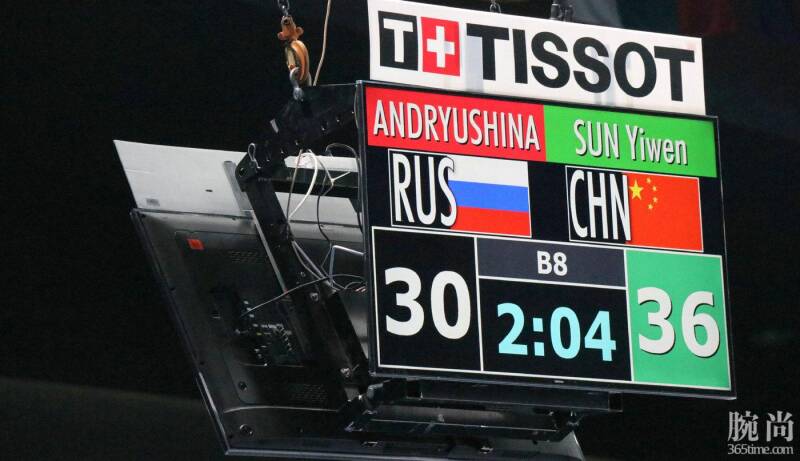 T+ TISSOT
ANDRYUSHINA SUN Yiwen
RUS CHN
B8
30 2:04 36
腕尚
365time.com